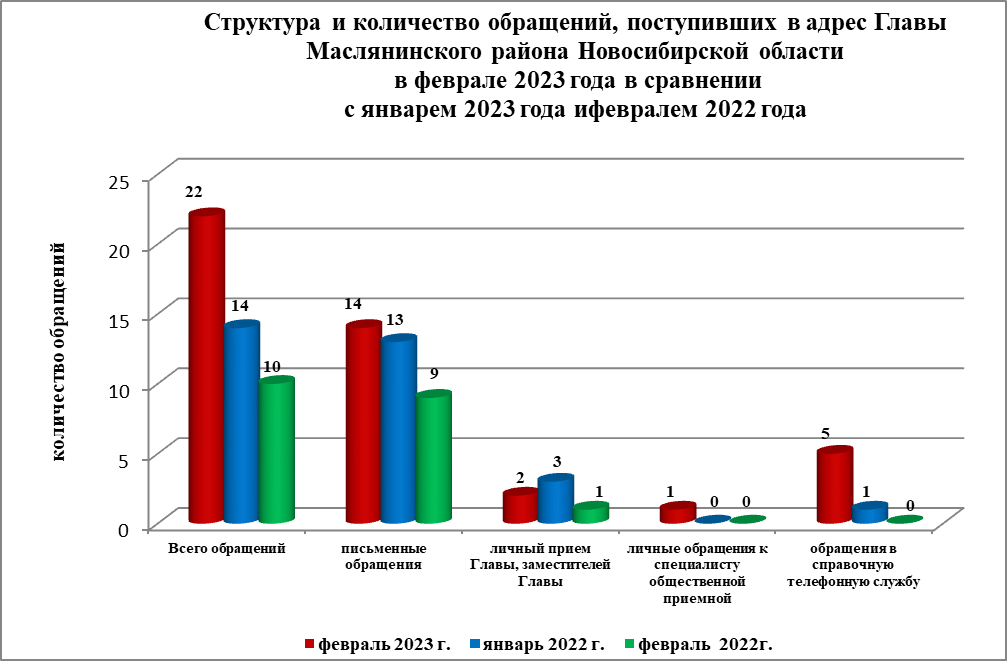 Структура и количество обращений, поступивших в адрес Главы
Маслянинского района Новосибирской области
в феврале 2023 года в сравнении
с январем 2023 года ифевралем 2022 года
количество обращений
25
20
15
10
5
0
22
14
10
14
13
9
2
3
1
1
0
0
5
1
0
Всего обращений
письменные
обращения
личный прием
Главы, заместителей
Главы
личные обращения к
специалисту
общественной
приемной
обращения в
справочную
телефонную службу
февраль 2023 г.
январь 2022 г.
февраль 2022г.